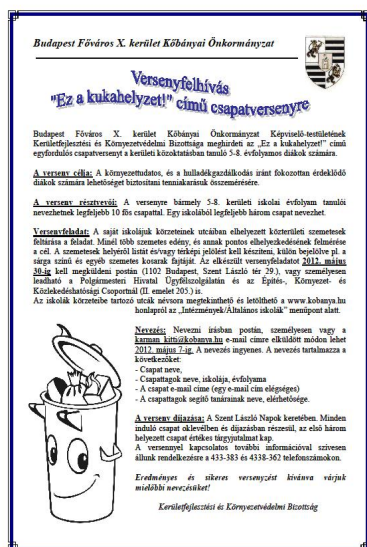 Budapest Főváros X. kerület Kőbányai Önkormányzat
Versenyfelhívás
"Ez a kukahelyzet!" című csapatversenyre
Budapest Főváros X. kerület Kőbányai Önkormányzat Képviselő-testületének
Kerületfejlesztési és Környezetvédelmi Bizottsága meghirdeti az „Ez a kukahelyzet!” című
egyfordulós csapatversenyt a kerületi közoktatásban tanuló 5-8. évfolyamos diákok számára.
A verseny célja: A környezettudatos, és a hulladékgazdálkodás iránt fokozottan érdeklődő
diákok számára lehetőséget biztosítani tenniakarásuk összemérésére.
A verseny résztvevői: A versenyre bármely 5-8. kerületi iskolai évfolyam tanulói
nevezhetnek legfeljebb 10 fős csapattal. Egy iskolából legfeljebb három csapat nevezhet.
Versenyfeladat: A saját iskolájuk körzeteinek utcáiban elhelyezett köztérületi szemetesek
feltárása a feladat. Minél több szemetes edény, és annak pontos elhelyezkedésének felmérése
a cél. A szemetesek helyéről listát és/vagy térképi jelölést kell készíteni, külön bejelölve pl. a
sárga színű és egyéb szemetes kosarak fajtáját. Az elkészült versenyfeladatot 2012. május
30-ig kell megküldeni postán (1102 Budapest, Szent László tér 29.), vagy személyesen
leadható a Polgármesteri Hivatal Ügyfélszolgálatán és az Építés-, Környezet- és
Közlekedéshatósági Csoportnál (II. emelet 205.) is.
Az iskolák körzeteibe tartozó utcák névsora megtekinthető és letölthető a www.kobanya.hu
honlapról az „Intézmények/Általános iskolák” menüpont alatt.
Nevezés: Nevezni írásban postán, személyesen vagy a
karman_kitti@kobanya.hu e-mail címre elküldött módon lehet
2012. május 7-ig. A nevezés ingyenes. A nevezés tartalmazza a
következőket:
- Csapat neve,
- Csapattagok neve, iskolája, évfolyama
- A csapat e-mail címe (egy e-mail cím elégséges)
- A csapattagok segítő tanárainak neve, elérhetősége.
A verseny díjazása: A Szent László Napok keretében. Minden
induló csapat oklevélben és díjazásban részesül, az első három
helyezett csapat értékes tárgyjutalmat kap.
A versennyel kapcsolatos további információval szívesen
állunk rendelkezésre a 433-383 és 4338-362 telefonszámokon.
Eredményes és sikeres versenyzést kívánva várjuk
mielőbbi nevezésüket!
Kerületfejlesztési és Környezetvédelmi Bizottság